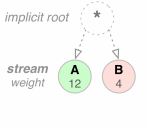 implicit root
*
stream
weight
A
12
B
4